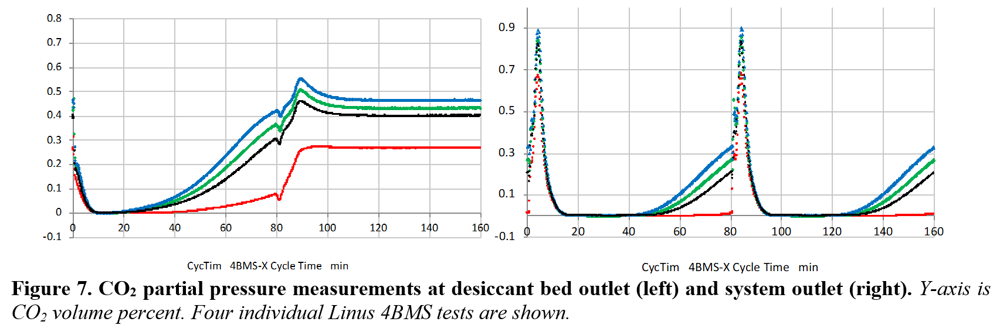 0.8
0.7
0.6
0.5
0.4
0.3
0.2
0.1
0
-0.1
0 20 40 60 80 100 120 140 160
CycTim 4BMS-X Cycle Time min
0.9
0.7
0.5
0.3
0.1
-0.1
0 20 40 60 80 100 120 140 160
CycTim 4BMS-X Cycle Time min
Figure 7. CO₂ partial pressure measurements at desiccant bed outlet (left) and system outlet (right). Y-axis is
CO₂ volume percent. Four individual Linus 4BMS tests are shown.